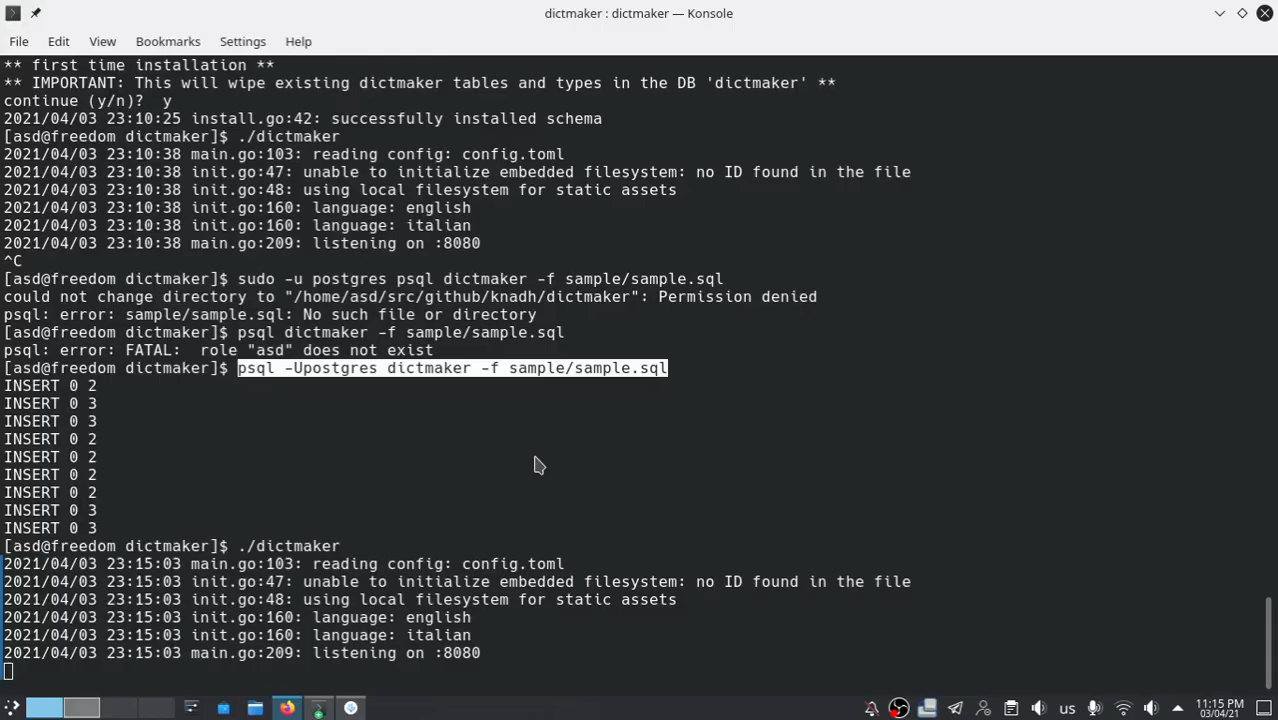 dictmaker : dictmaker — Konsole
File Edit View Bookmarks Settings Help
** first time installation **
** IMPORTANT: This will wipe existing dictmaker tables and types in the DB 'dictmaker' **
continue (y/n)?  y
2021/04/03 23:10:25 install.go:42: successfully installed schema
[asd@freedom dictmaker]$ ./dictmaker
2021/04/03 23:10:38 main.go:103: reading config: config.toml
2021/04/03 23:10:38 init.go:47: unable to initialize embedded filesystem: no ID found in the file
2021/04/03 23:10:38 init.go:48: using local filesystem for static assets
2021/04/03 23:10:38 init.go:160: language: english
2021/04/03 23:10:38 init.go:160: language: italian
2021/04/03 23:10:38 main.go:209: listening on :8080
^C
[asd@freedom dictmaker]$ sudo -u postgres psql dictmaker -f sample/sample.sql
could not change directory to "/home/asd/src/github/knadh/dictmaker": Permission denied
psql: error: sample/sample.sql: No such file or directory
[asd@freedom dictmaker]$ psql dictmaker -f sample/sample.sql
psql: error: FATAL:  role "asd" does not exist
[asd@freedom dictmaker]$ psql -Upostgres dictmaker -f sample/sample.sql
INSERT 0 2
INSERT 0 3
INSERT 0 3
INSERT 0 2
INSERT 0 2
INSERT 0 2
INSERT 0 2
INSERT 0 3
INSERT 0 3
[asd@freedom dictmaker]$ ./dictmaker
2021/04/03 23:15:03 main.go:103: reading config: config.toml
2021/04/03 23:15:03 init.go:47: unable to initialize embedded filesystem: no ID found in the file
2021/04/03 23:15:03 init.go:48: using local filesystem for static assets
2021/04/03 23:15:03 init.go:160: language: english
2021/04/03 23:15:03 init.go:160: language: italian
2021/04/03 23:15:03 main.go:209: listening on :8080
us
11:15 PM
03/04/21